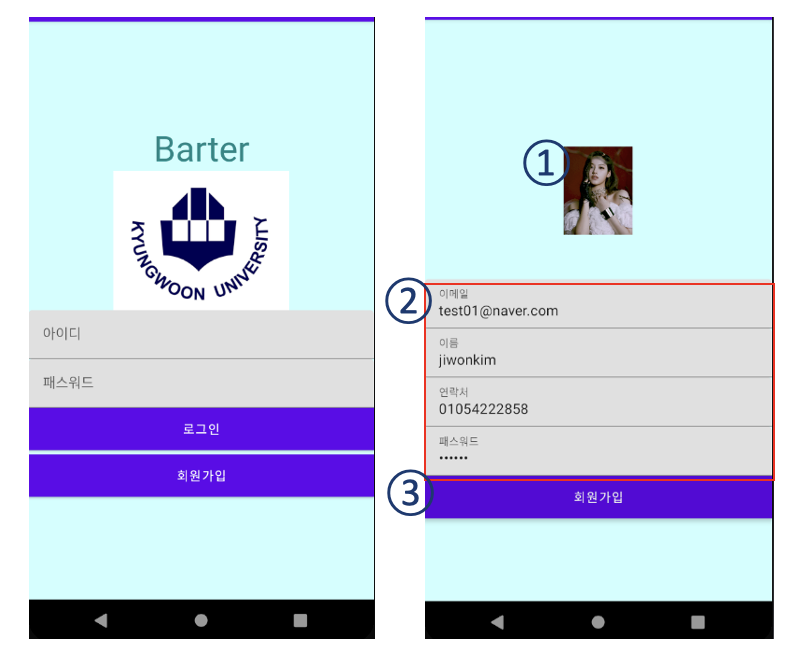 Barter
KYUNGWOON UNIVERSITY
아이디
패스워드
로그인
회원가입
①
②
이메일
test01@naver.com
이름
jiwonkim
연락처
01054222858
패스워드
••••••
③
회원가입